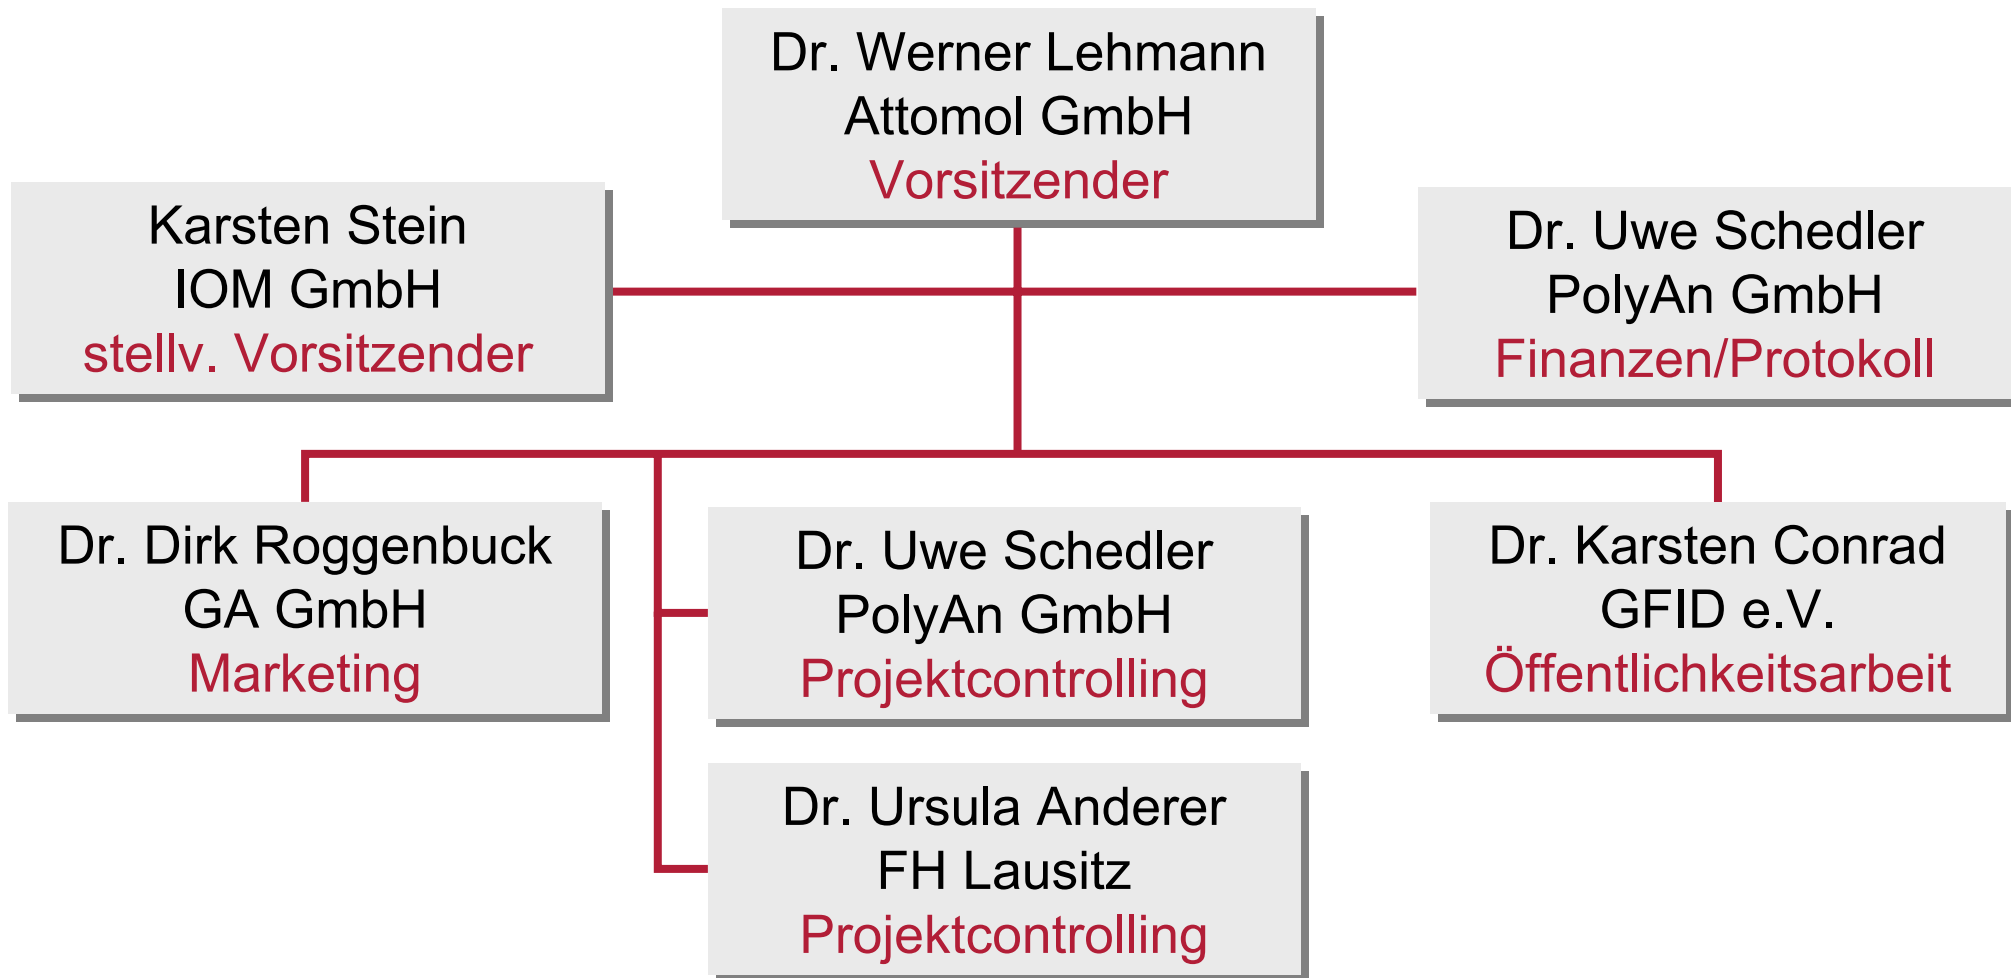 Dr. Werner Lehmann
Attomol GmbH
Vorsitzender
Karsten Stein
IOM GmbH
stellv. Vorsitzender
Dr. Uwe Schedler
PolyAn GmbH
Finanzen/Protokoll
Dr. Dirk Roggenbuck
GA GmbH
Marketing
Dr. Uwe Schedler
PolyAn GmbH
Projektcontrolling
Dr. Karsten Conrad
GFID e.V.
Öffentlichkeitsarbeit
Dr. Ursula Anderer
FH Lausitz
Projektcontrolling